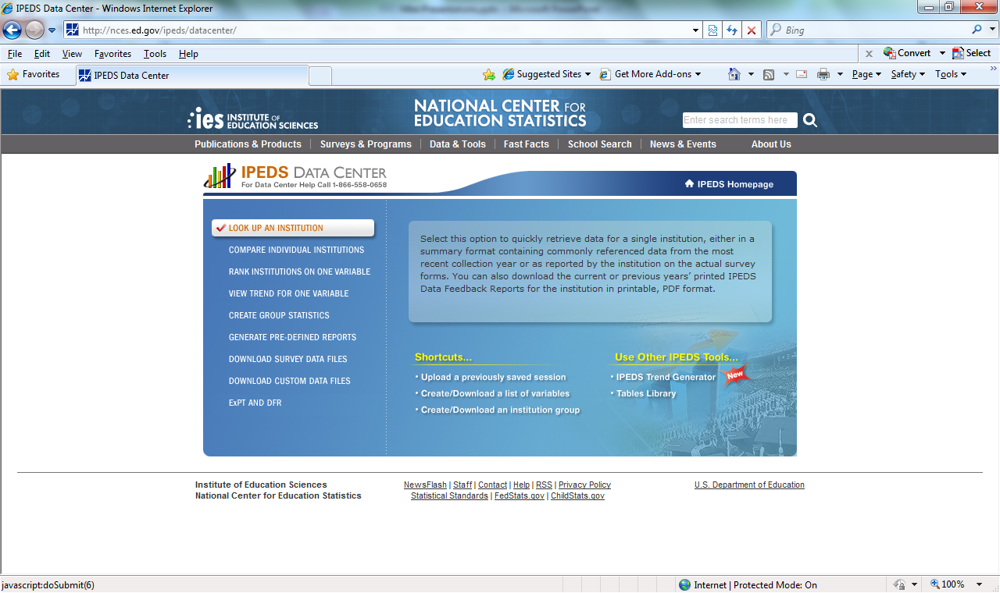 IPEDS Data Center - Windows Internet Explorer
http://nces.ed.gov/ipeds/datacenter/
Bing
File Edit View Favorites Tools Help
Convert Select
Favorites
IPEDS Data Center
Suggested Sites Get More Add-ons
Page Safety Tools
ies INSTITUTE OF EDUCATION SCIENCES
NATIONAL CENTER FOR
EDUCATION STATISTICS
Enter search terms here
Publications & Products | Surveys & Programs | Data & Tools | Fast Facts | School Search | News & Events About Us
IPEDS DATA CENTER
For Data Center Help Call 1-866-558-0658
IPEDS Homepage
LOOK UP AN INSTITUTION
COMPARE INDIVIDUAL INSTITUTIONS
RANK INSTITUTIONS ON ONE VARIABLE
VIEW TREND FOR ONE VARIABLE
CREATE GROUP STATISTICS
GENERATE PRE-DEFINED REPORTS
DOWNLOAD SURVEY DATA FILES
DOWNLOAD CUSTOM DATA FILES
ExPT AND DFR
Select this option to quickly retrieve data for a single institution, either in a
summary format containing commonly referenced data from the most
recent collection year or as reported by the institution on the actual survey
forms. You can also download the current or previous years' printed IPEDS
Data Feedback Reports for the institution in printable, PDF format.
Shortcuts...
• Upload a previously saved session
• Create/Download a list of variables
• Create/Download an institution group
Use Other IPEDS Tools...
• IPEDS Trend Generator New
• Tables Library
Institute of Education Sciences
National Center for Education Statistics
NewsFlash | Staff | Contact | Help | RSS | Privacy Policy
Statistical Standards | FedStats.gov | ChildStats.gov
U.S. Department of Education
javascript:doSubmit(6)
Internet | Protected Mode: On
100%